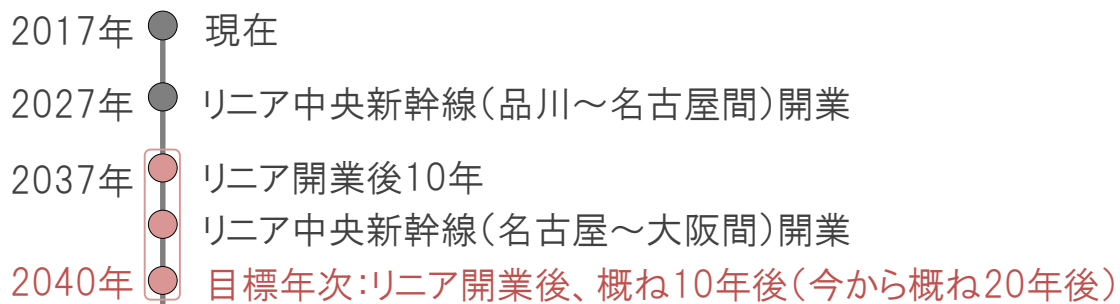 2017年 現在
2027年 リニア中央新幹線(品川～名古屋間)開業
2037年 リニア開業後10年
リニア中央新幹線(名古屋～大阪間)開業
2040年 目標年次:リニア開業後、概ね10年後(今から概ね20年後)